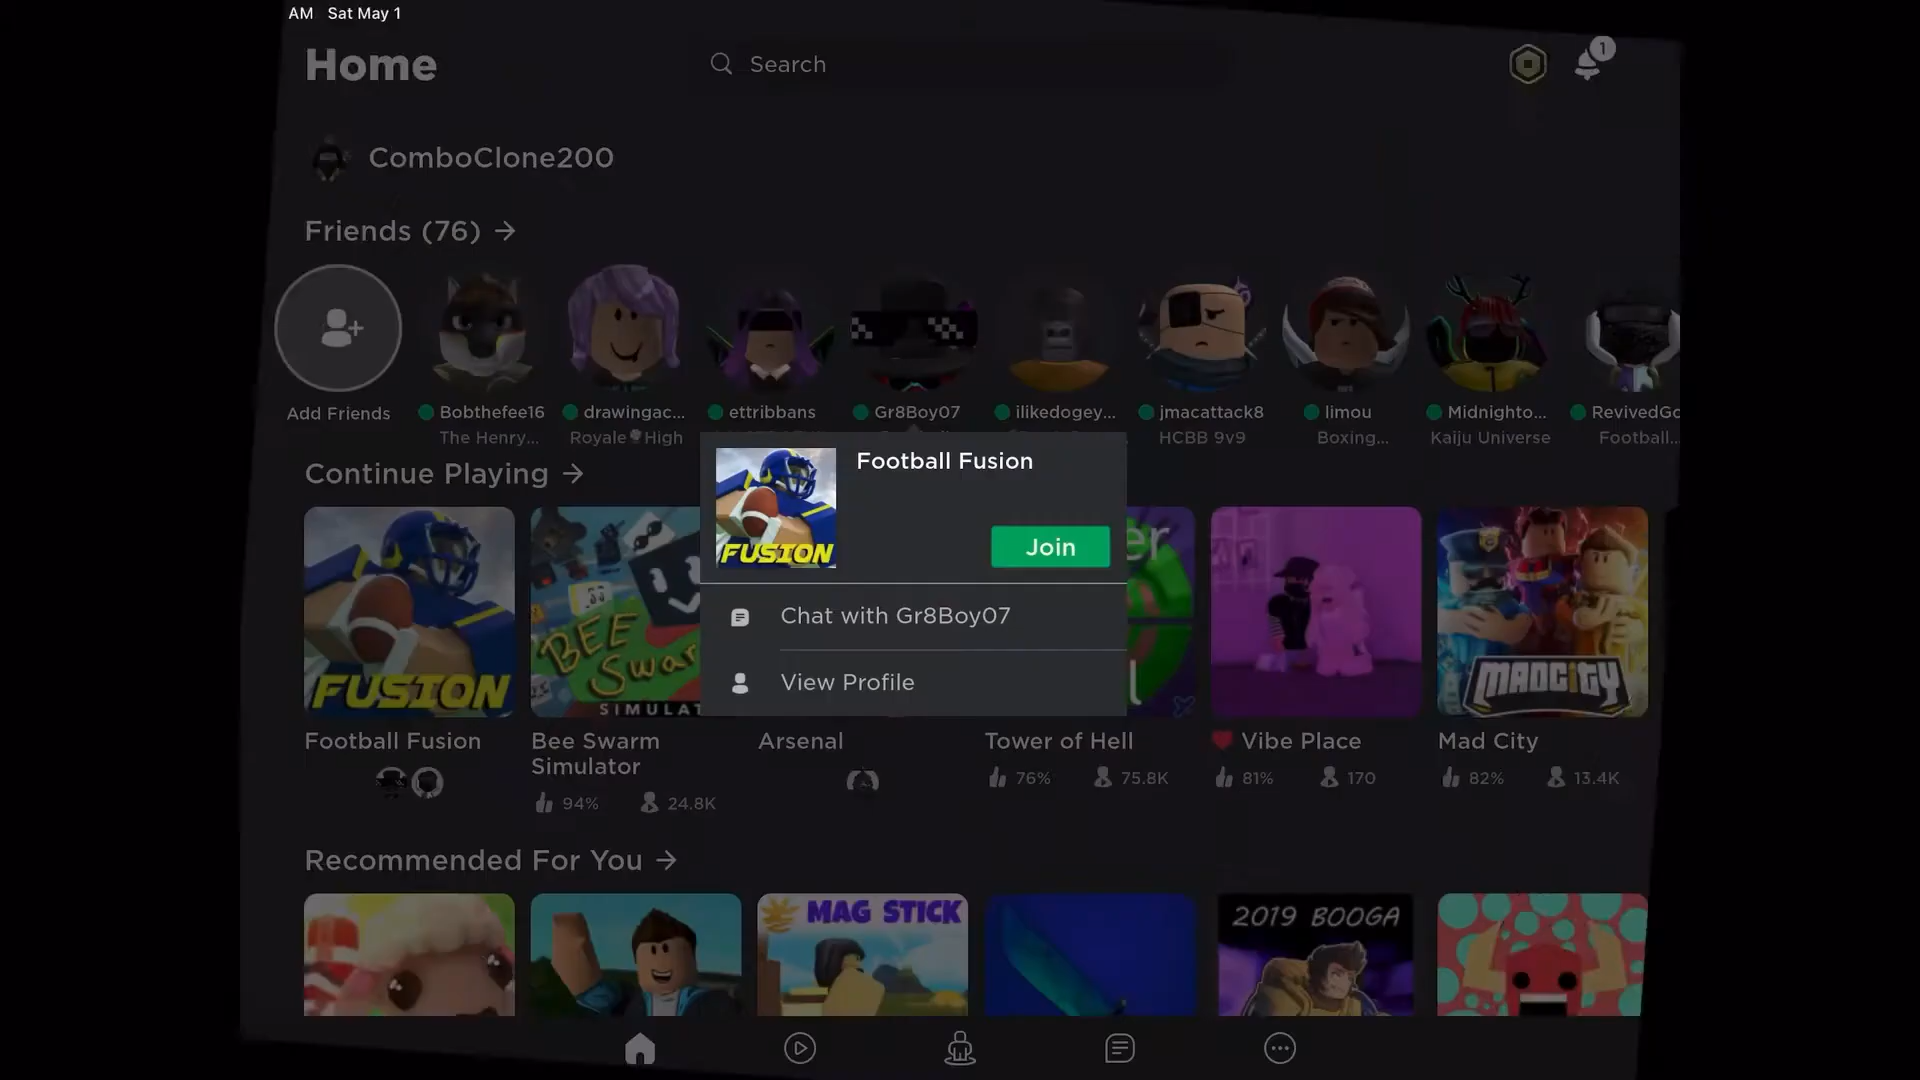 AM Sat May 1
Home
Search
1
ComboClone200
Friends (76)
Add Friends
Bobthefee16
drawingac...
ettribbans
Gr8Boy07
ilikedogey...
jmacattack8
limou
Midnighto...
RevivedGo
The Henry...
Royale High
HCBB 9v9
Boxing...
Kaiju Universe
Football...
Continue Playing
Football Fusion
FUSION
Join
Chat with Gr8Boy07
View Profile
FUSION
BEE
Swar
SIMULAT
er
l
MADCITY
Football Fusion
Bee Swarm
Simulator
94%
24.8K
Arsenal
Tower of Hell
76%
75.8K
Vibe Place
81%
170
Mad City
82%
13.4K
Recommended For You
MAG STICK
2019 BOOGA